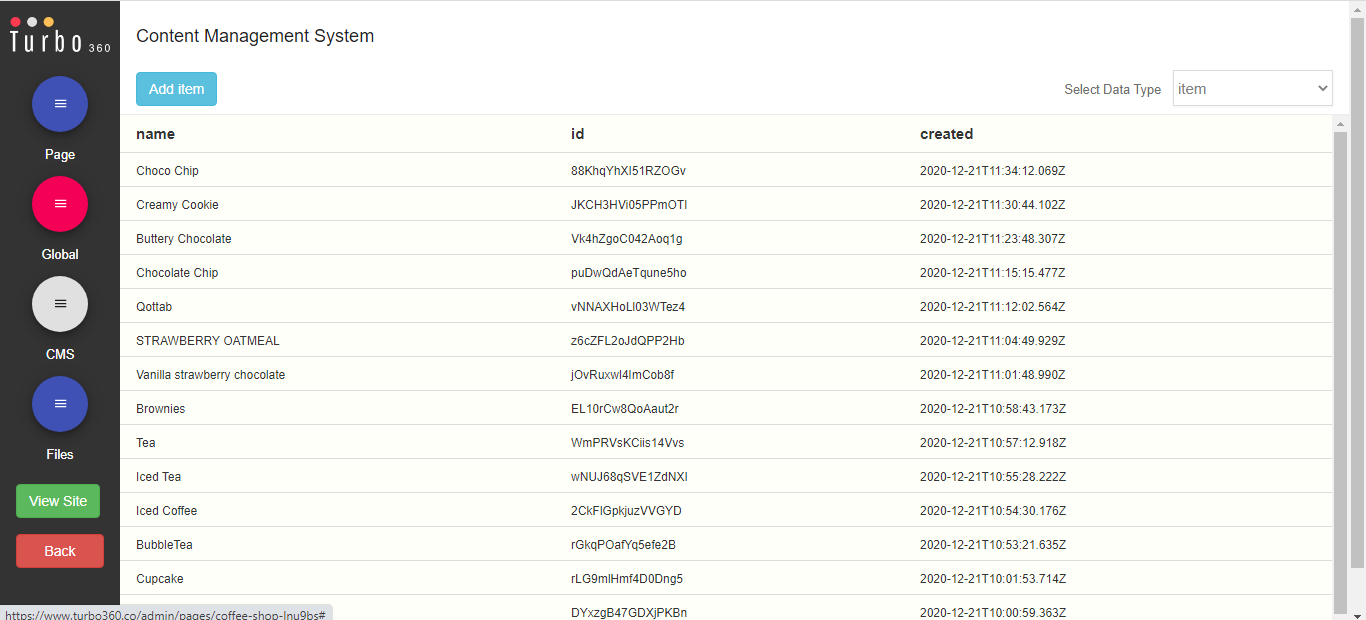 Turbo 360
Content Management System
Add item
Select Data Type
item
Page
Global
CMS
Files
View Site
Back
name id created
Choco Chip 88KhqYhXI51RZOGv 2020-12-21T11:34:12.069Z
Creamy Cookie JKCH3HVi05PPmOTI 2020-12-21T11:30:44.102Z
Buttery Chocolate Vk4hZgoC042Aoq1g 2020-12-21T11:23:48.307Z
Chocolate Chip puDwQdAeTqune5ho 2020-12-21T11:15:15.477Z
Qottab vNNAXHoLl03WTez4 2020-12-21T11:12:02.564Z
STRAWBERRY OATMEAL z6cZFL2oJdQPP2Hb 2020-12-21T11:04:49.929Z
Vanilla strawberry chocolate jOvRuxwI4ImCob8f 2020-12-21T11:01:48.990Z
Brownies EL10rCw8QoAaut2r 2020-12-21T10:58:43.173Z
Tea WmPRVsKCiis14Vvs 2020-12-21T10:57:12.918Z
Iced Tea wNUJ68qSVE1ZdNXI 2020-12-21T10:55:28.222Z
Iced Coffee 2CkFIGpkjuzVVGYD 2020-12-21T10:54:30.176Z
BubbleTea rGkqPOafYq5efe2B 2020-12-21T10:53:21.635Z
Cupcake rLG9mIHmf4D0Dng5 2020-12-21T10:01:53.714Z
DYxzgB47GDXjPKBn 2020-12-21T10:00:59.363Z
https://www.turbo360.co/admin/pages/coffee-shop-lnu9bs#